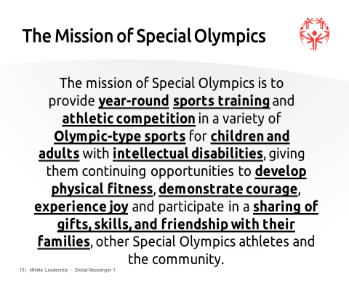 The Mission of Special Olympics
The mission of Special Olympics is to
provide year-round sports training and
athletic competition in a variety of
Olympic-type sports for children and
adults with intellectual disabilities, giving
them continuing opportunities to develop
physical fitness, demonstrate courage,
experience joy and participate in a sharing of
gifts, skills, and friendship with their
families, other Special Olympics athletes and
the community.
Athlete Leadership - Global Messenger 1